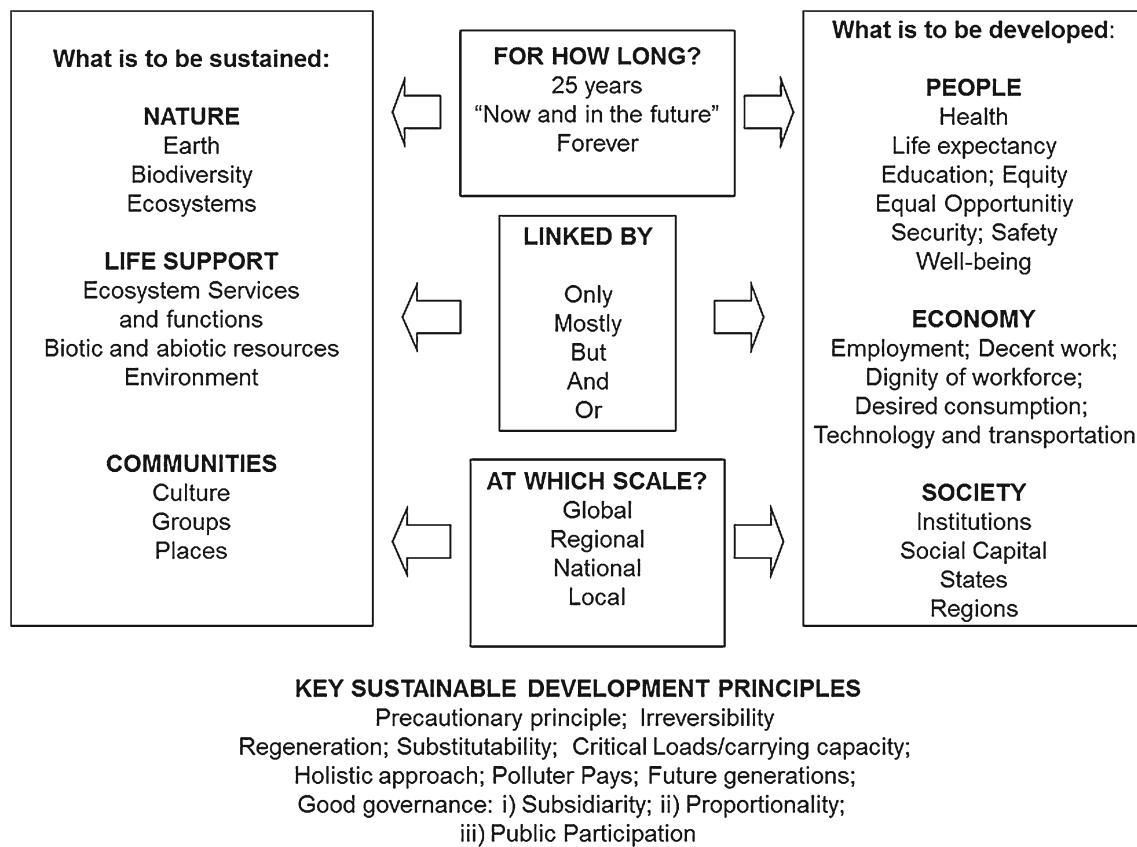 What is to be sustained:
NATURE
Earth
Biodiversity
Ecosystems
LIFE SUPPORT
Ecosystem Services
and functions
Biotic and abiotic resources
Environment
COMMUNITIES
Culture
Groups
Places
FOR HOW LONG?
25 years
“Now and in the future”
Forever
LINKED BY
Only
Mostly
But
And
Or
AT WHICH SCALE?
Global
Regional
National
Local
What is to be developed:
PEOPLE
Health
Life expectancy
Education; Equity
Equal Opportunitiy
Security; Safety
Well-being
ECONOMY
Employment; Decent work;
Dignity of workforce;
Desired consumption;
Technology and transportation
SOCIETY
Institutions
Social Capital
States
Regions
KEY SUSTAINABLE DEVELOPMENT PRINCIPLES
Precautionary principle; Irreversibility
Regeneration; Substitutability; Critical Loads/carrying capacity;
Holistic approach; Polluter Pays; Future generations;
Good governance: i) Subsidiarity; ii) Proportionality;
iii) Public Participation